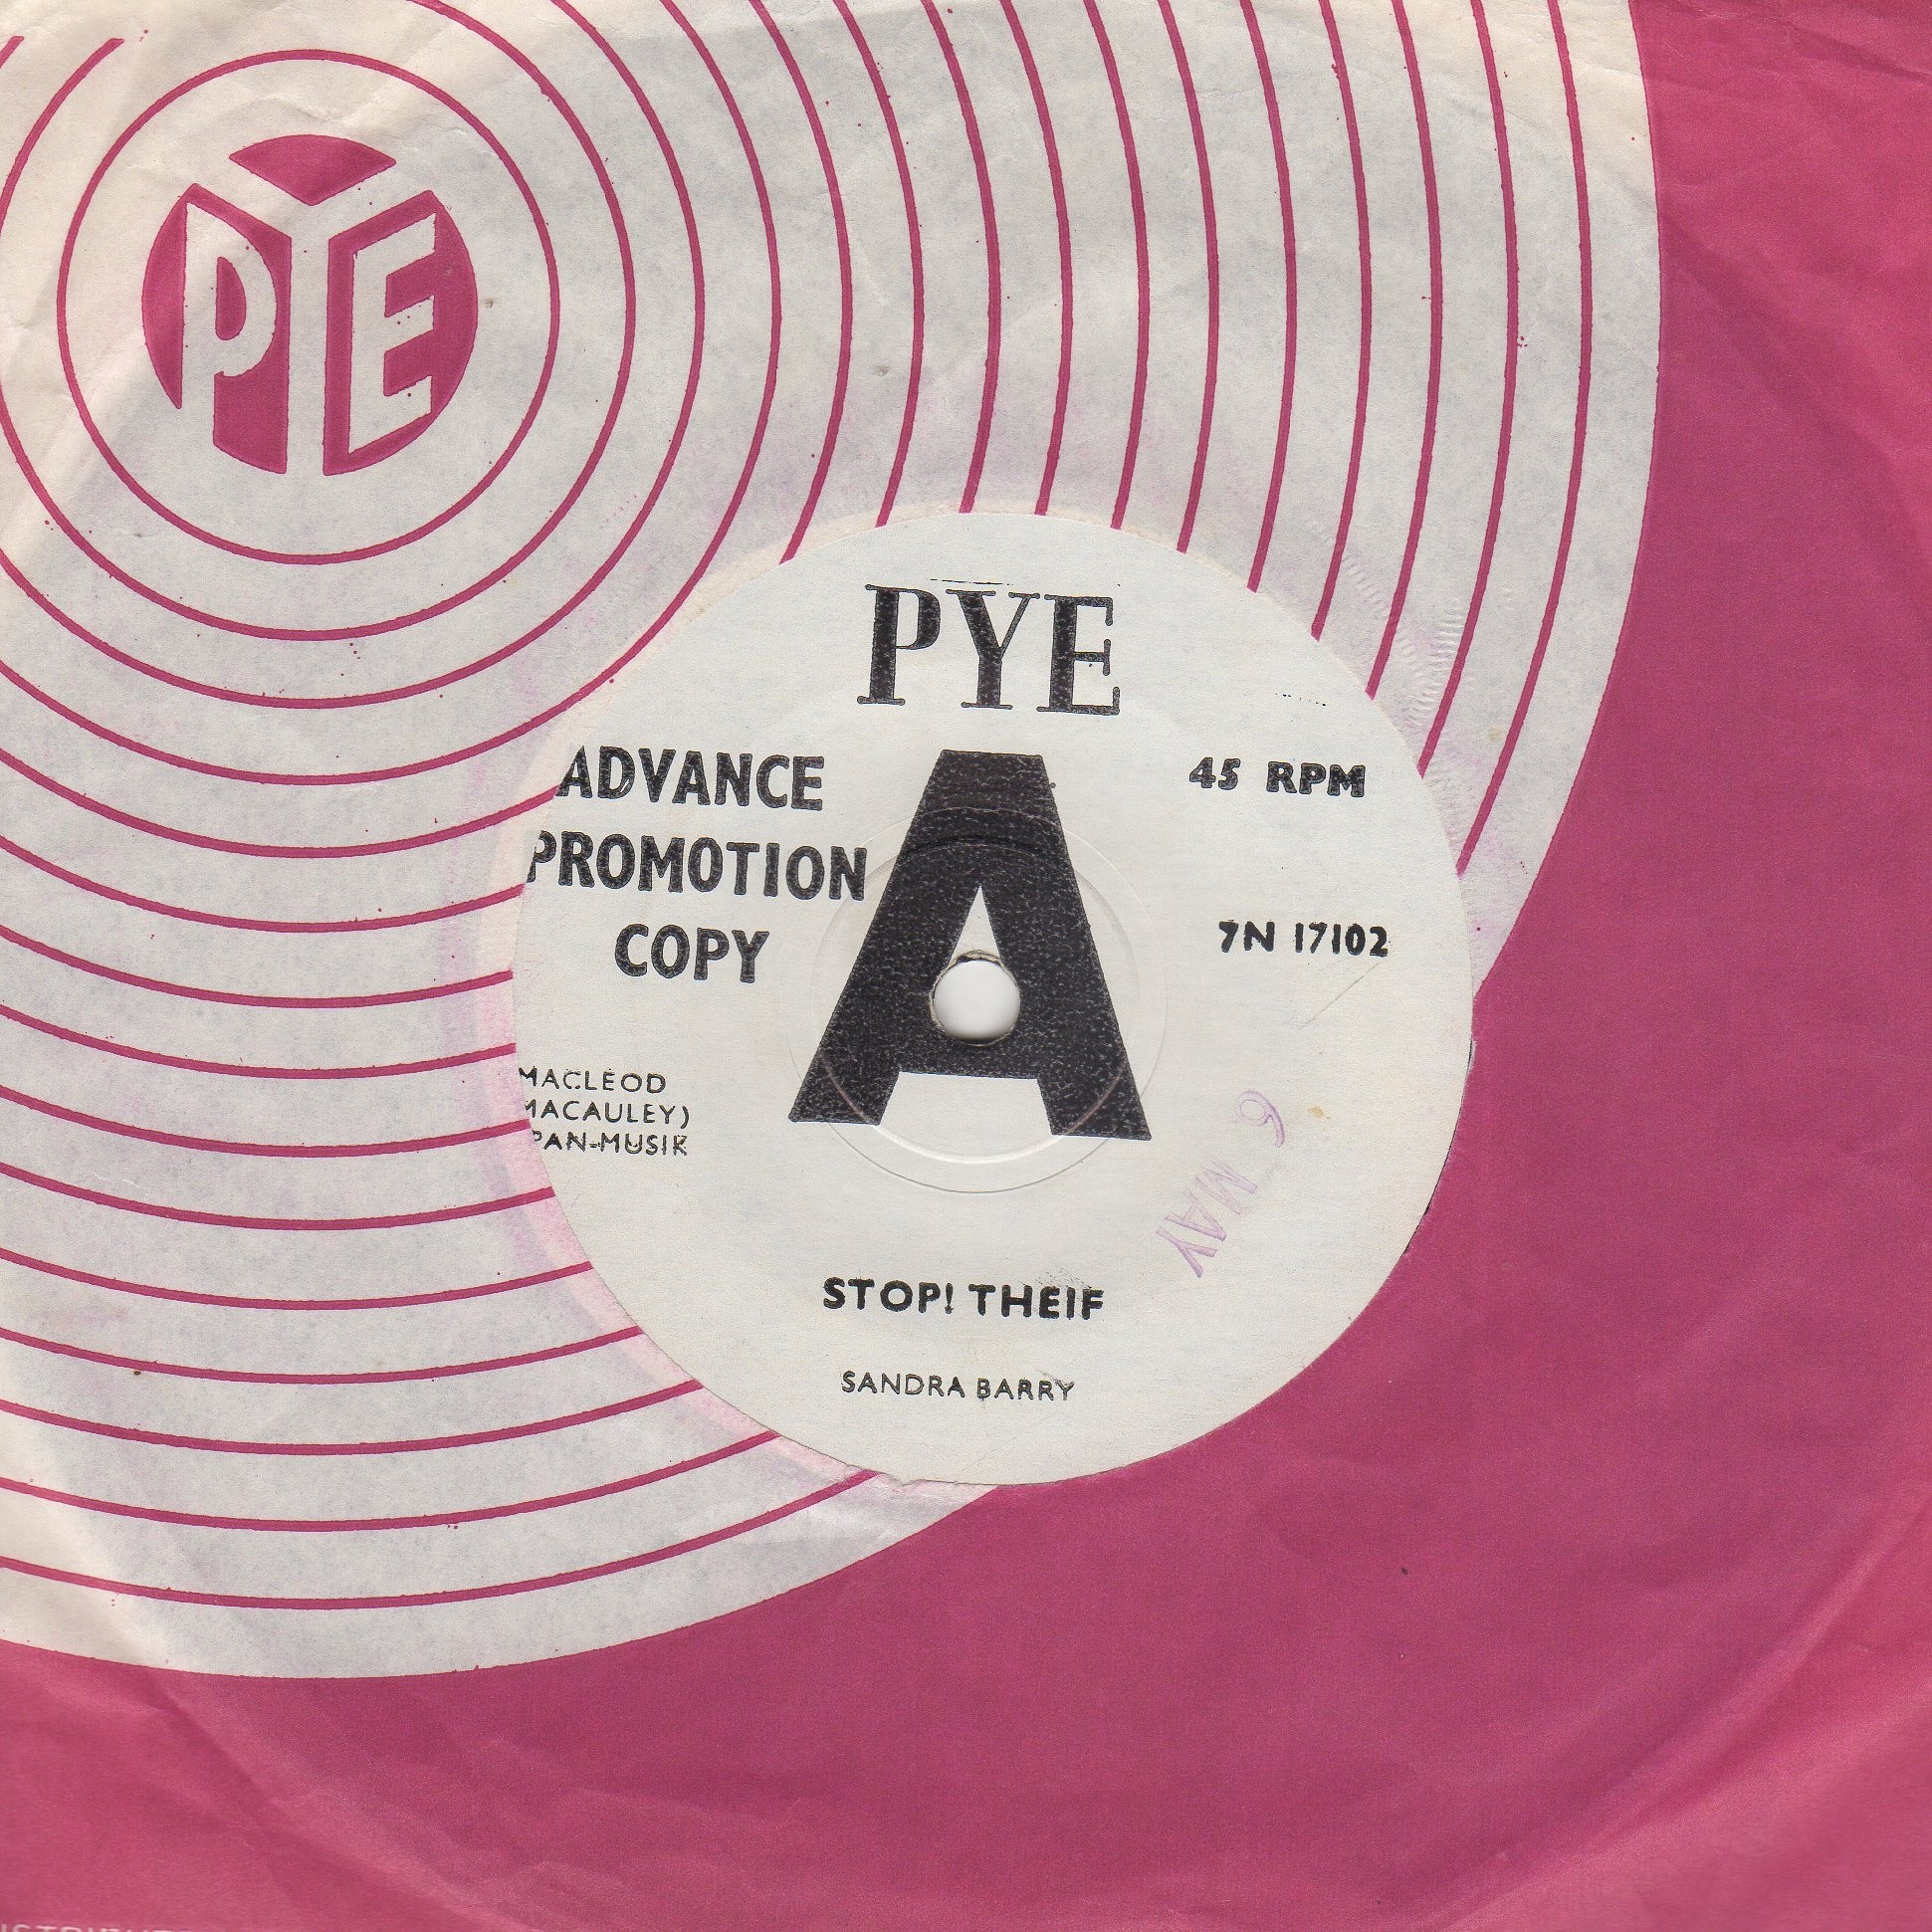 PYE
PYE
ADVANCE
PROMOTION
COPY
A
45 RPM
7N 17102
MACLEOD
MACAULEY)
PAN-MUSIK
6 MAY
STOP! THEIF
SANDRA BARRY